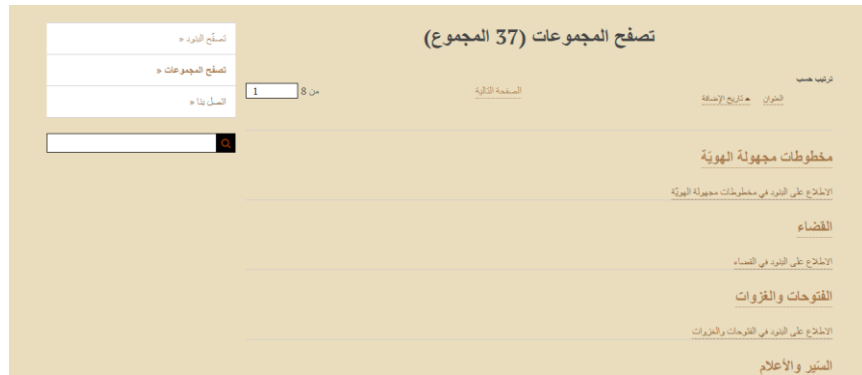 تصفح المجموعات (37 المجموع)
ترتيب حسب
العنوان تاريخ الإضافة
الصفحة التالية
1 من 8
مخطوطات مجهولة الهويّة
الاطلاع على البنود في مخطوطات مجهولة الهويّة
القضاء
الاطلاع على البنود في القضاء
الفتوحات والغزوات
الاطلاع على البنود في الفتوحات والغزوات
السّير والأعلام
تصفّح البنود »
تصفح المجموعات »
اتصل بنا »